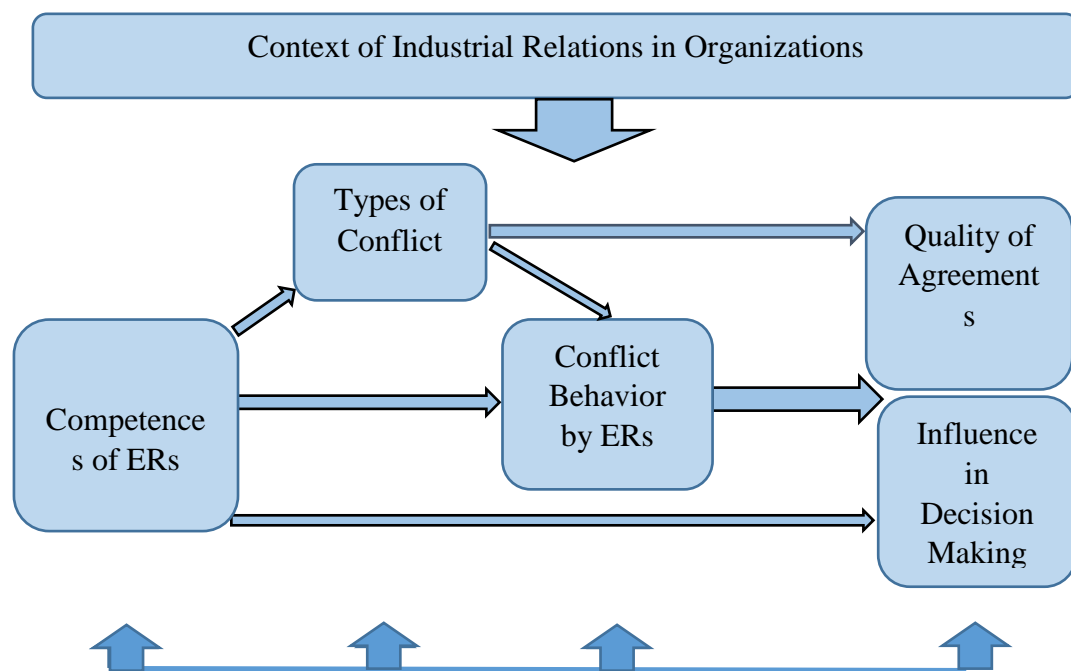 Context of Industrial Relations in Organizations
Types of
Conflict
Quality of
Agreement
s
Conflict
Behavior
by ERs
Competence
s of ERs
Influence
in
Decision
Making